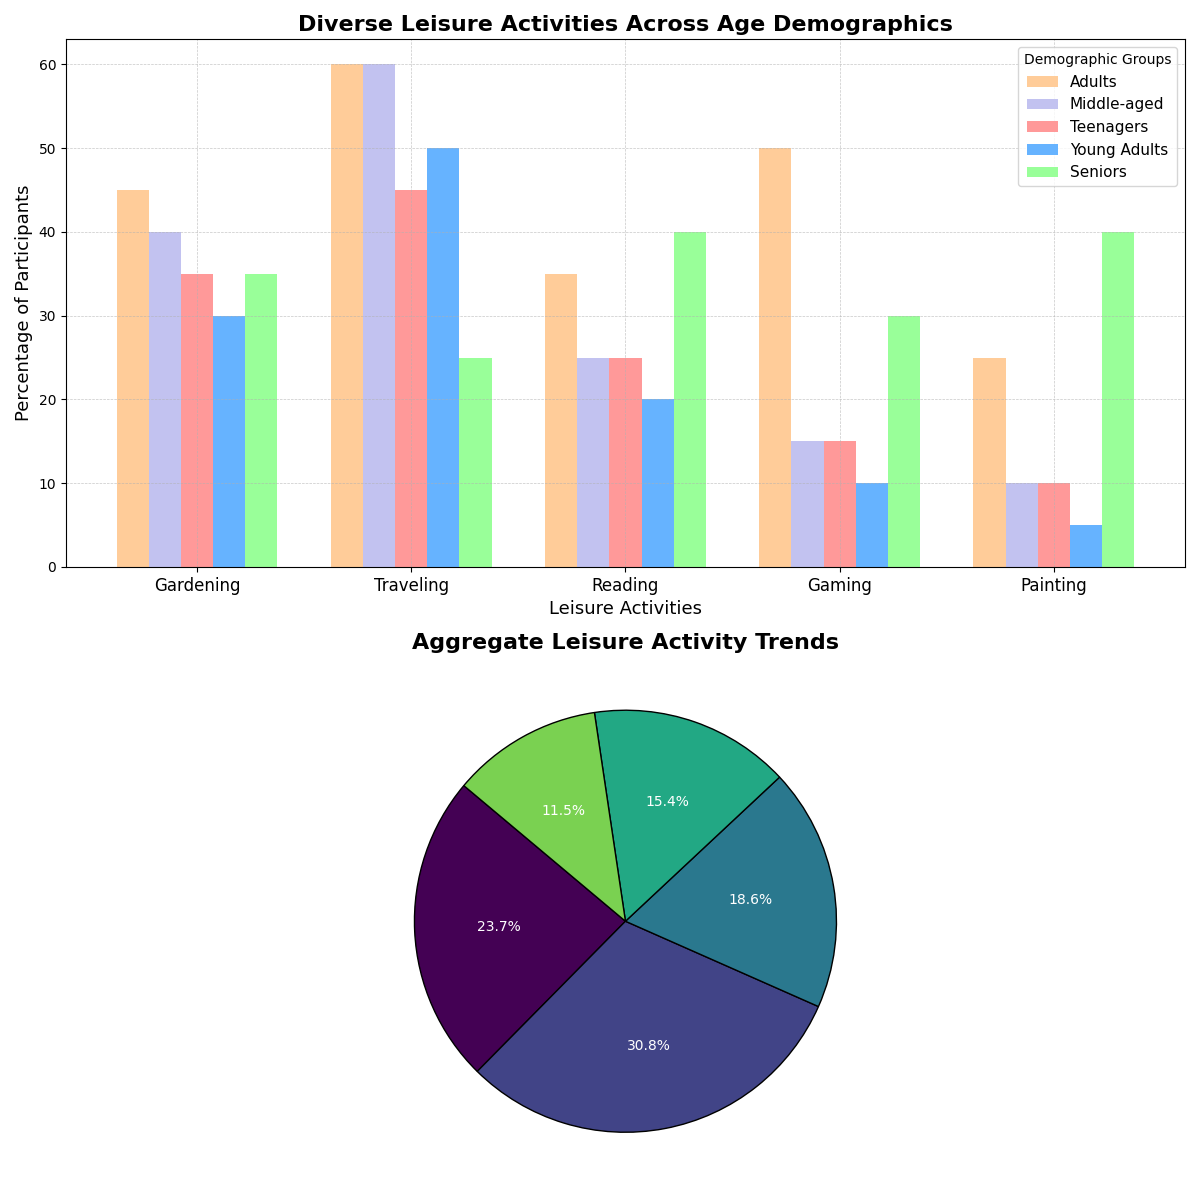 Diverse Leisure Activities Across Age Demographics
Percentage of Participants
60
50
40
30
20
10
0
Demographic Groups
Adults
Middle-aged
Teenagers
Young Adults
Seniors
Gardening
Traveling
Reading
Gaming
Painting
Leisure Activities
Aggregate Leisure Activity Trends
15.4%
11.5%
18.6%
23.7%
30.8%